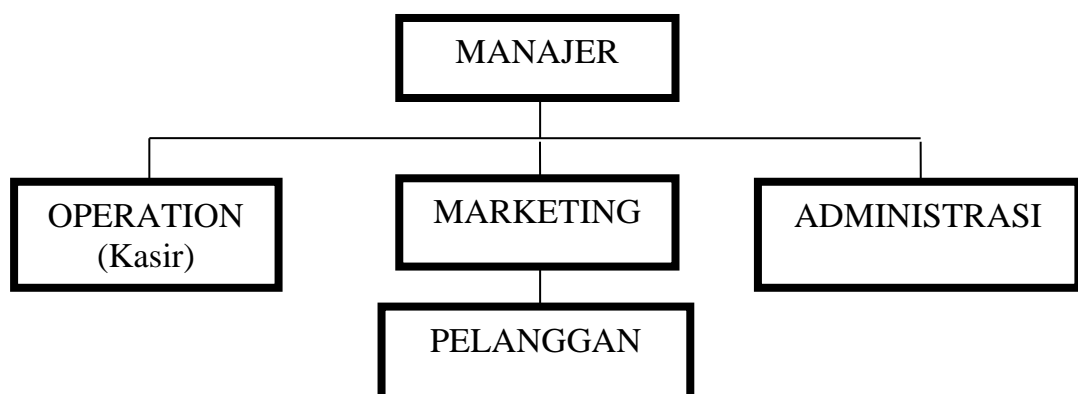 MANAJER
OPERATION
(Kasir)
MARKETING
ADMINISTRASI
PELANGGAN